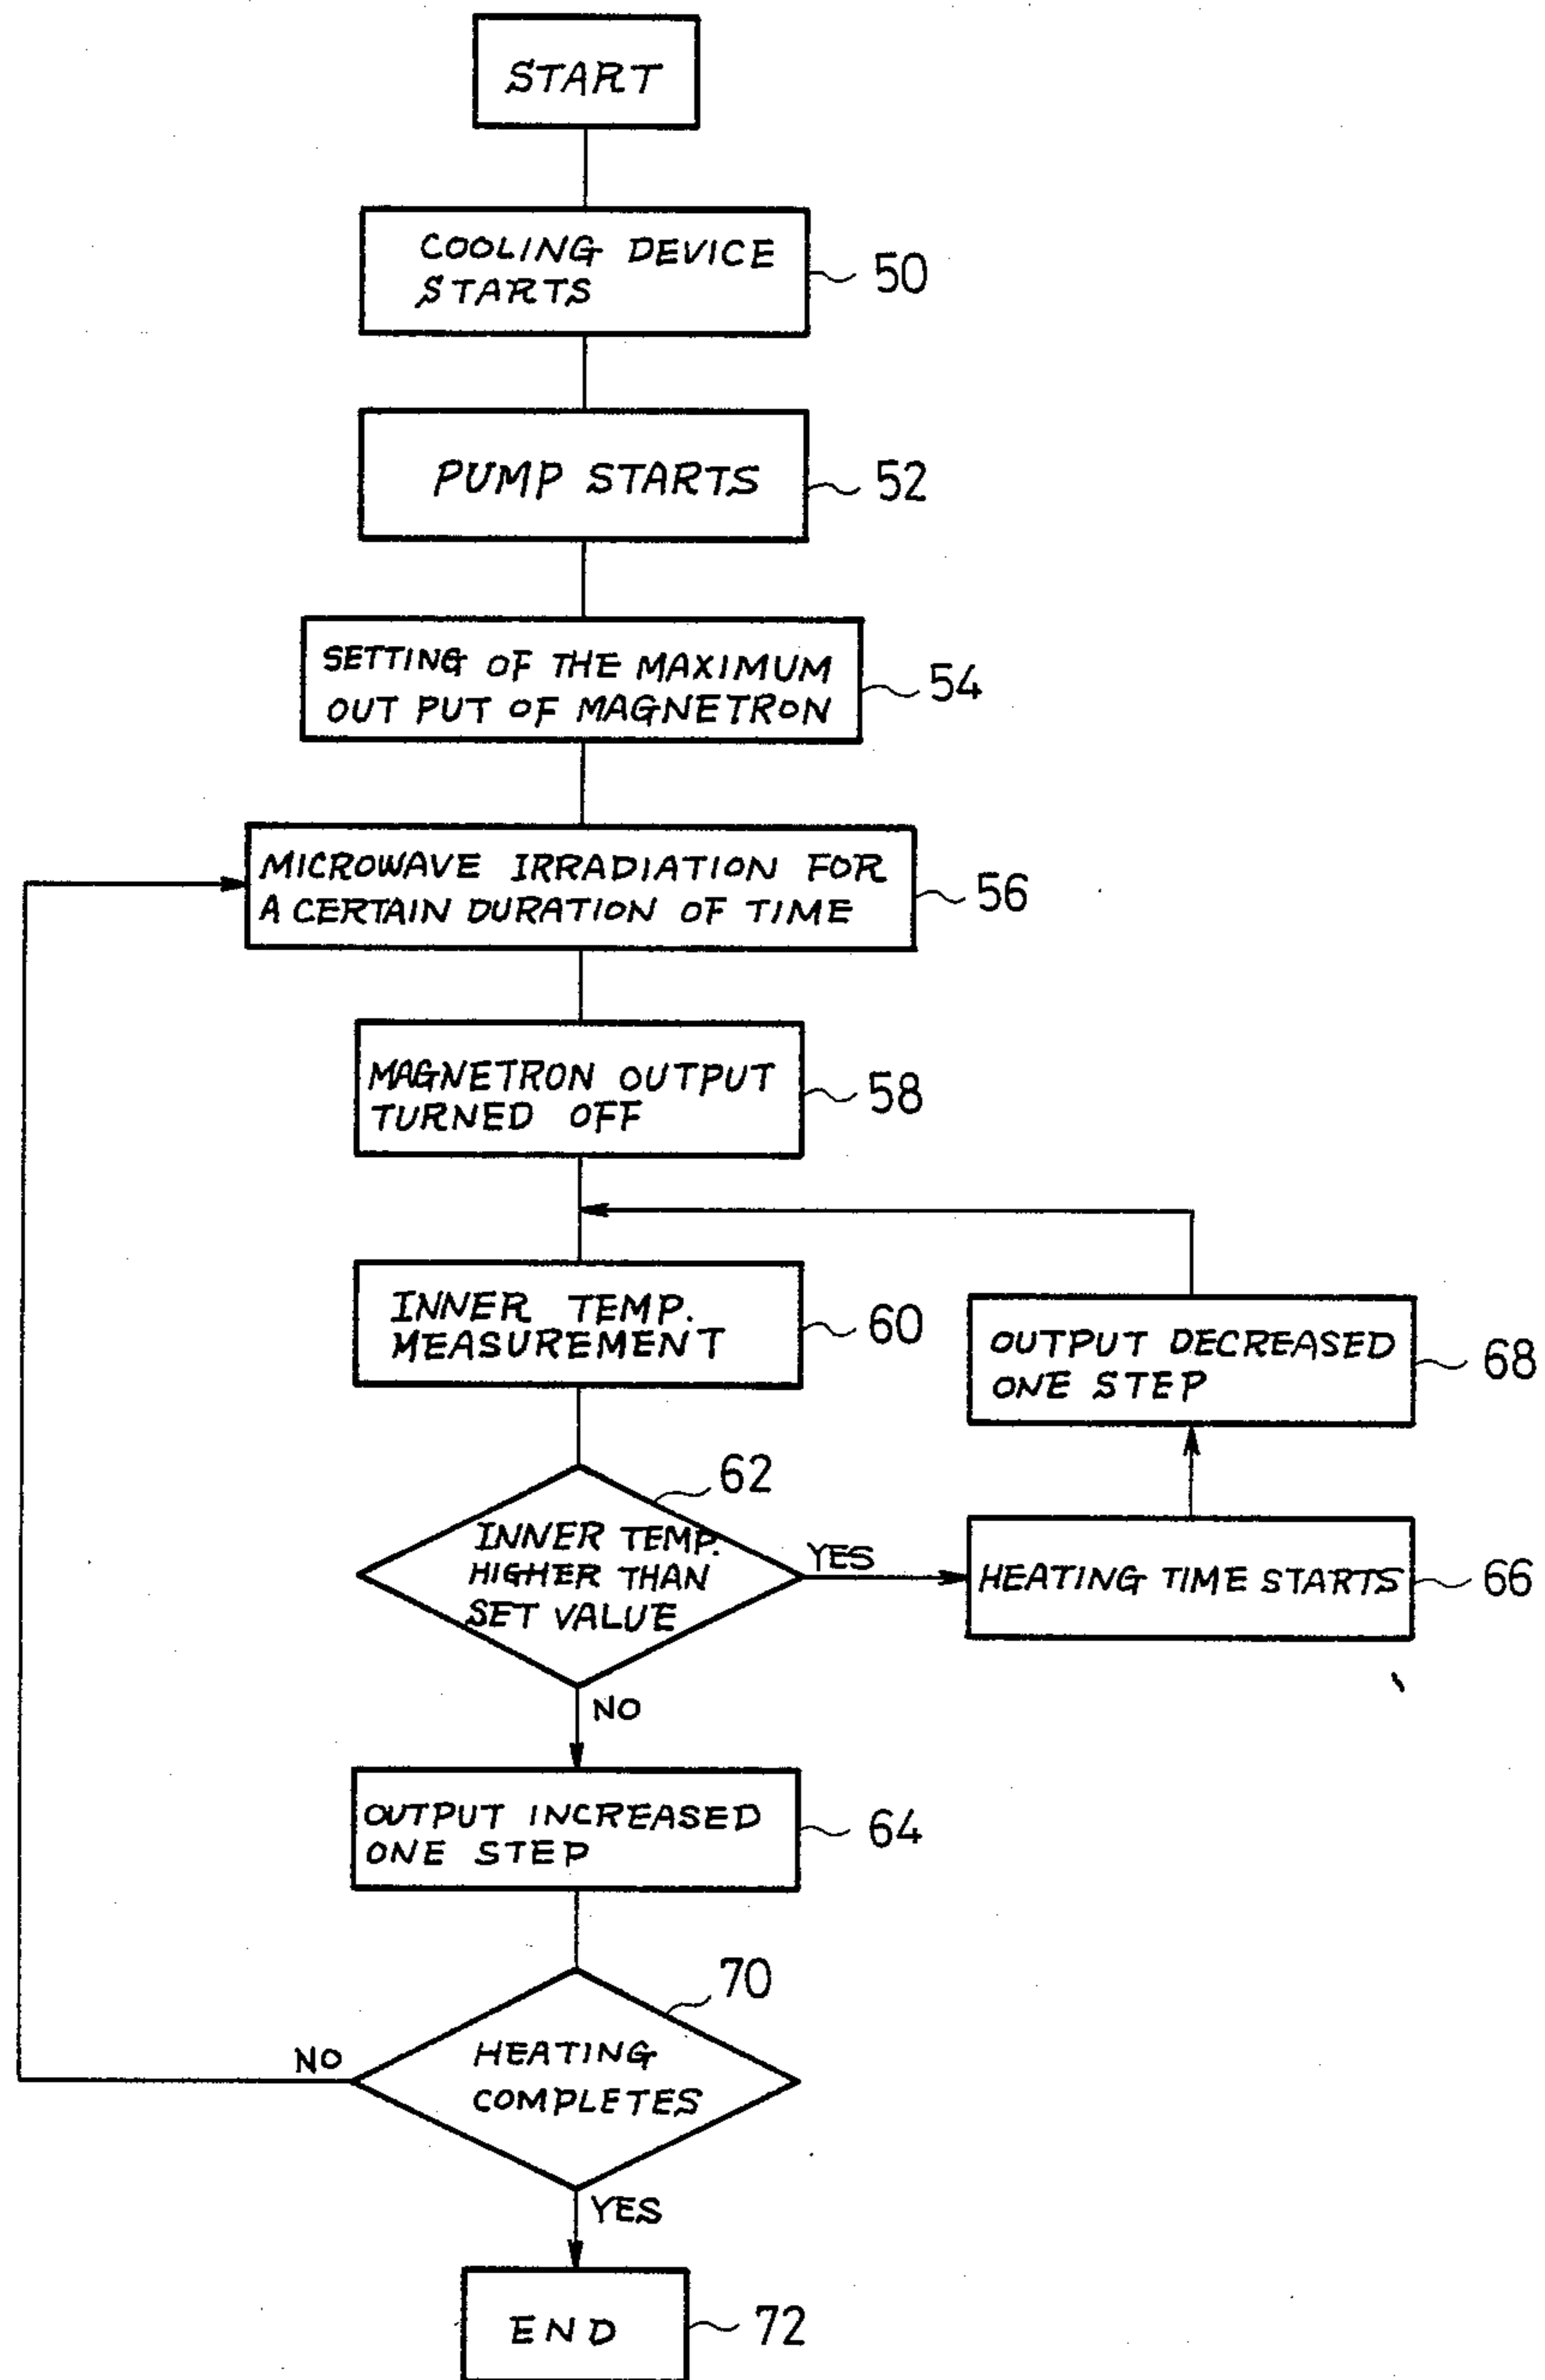 START
COOLING DEVICE
STARTS
50
PUMP STARTS
52
SETTING OF THE MAXIMUM
OUT PUT OF MAGNETRON
54
MICROWAVE IRRADIATION FOR
A CERTAIN DURATION OF TIME
56
MAGNETRON OUTPUT
TURNED OFF
58
INNER TEMP.
MEASUREMENT
60
OUTPUT DECREASED
ONE STEP
68
62
INNER TEMP.
HIGHER THAN
SET VALUE
YES
HEATING TIME STARTS
66
NO
OUTPUT INCREASED
ONE STEP
64
70
HEATING
COMPLETES
NO
YES
END
72